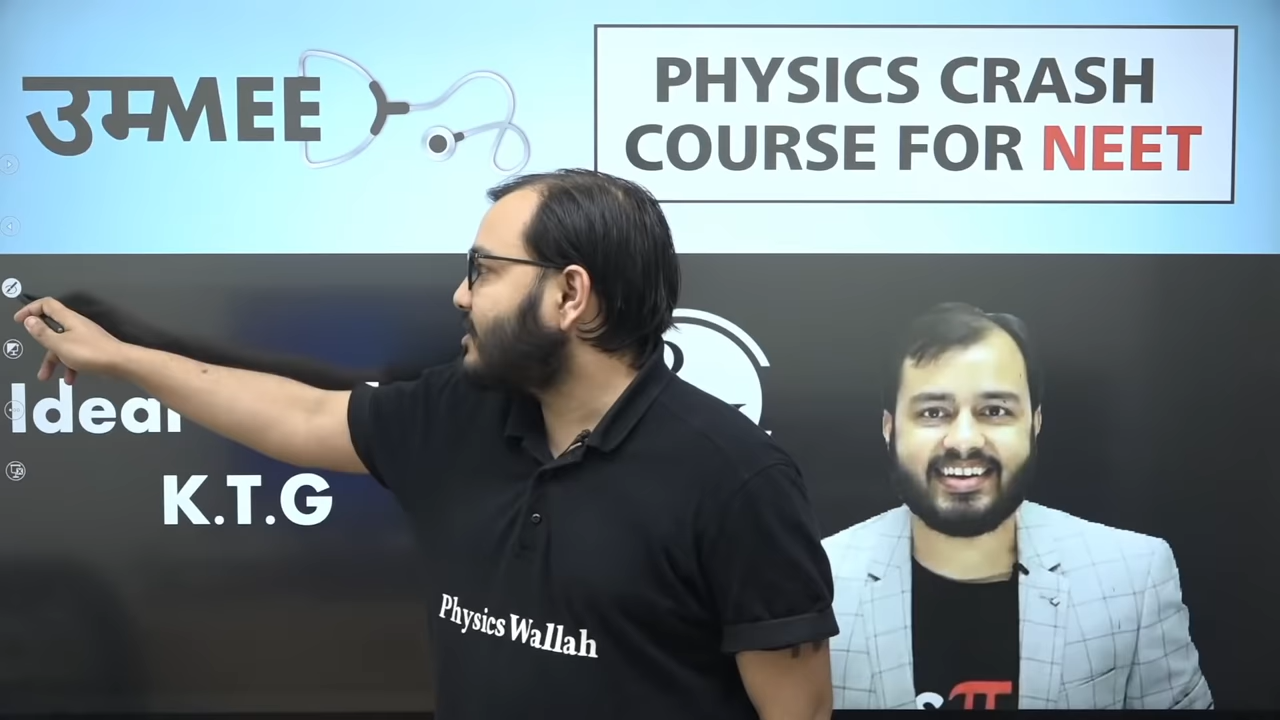 उम्MEE
PHYSICS CRASH
COURSE FOR NEET
Ideal
K.T.G
Physics Wallah